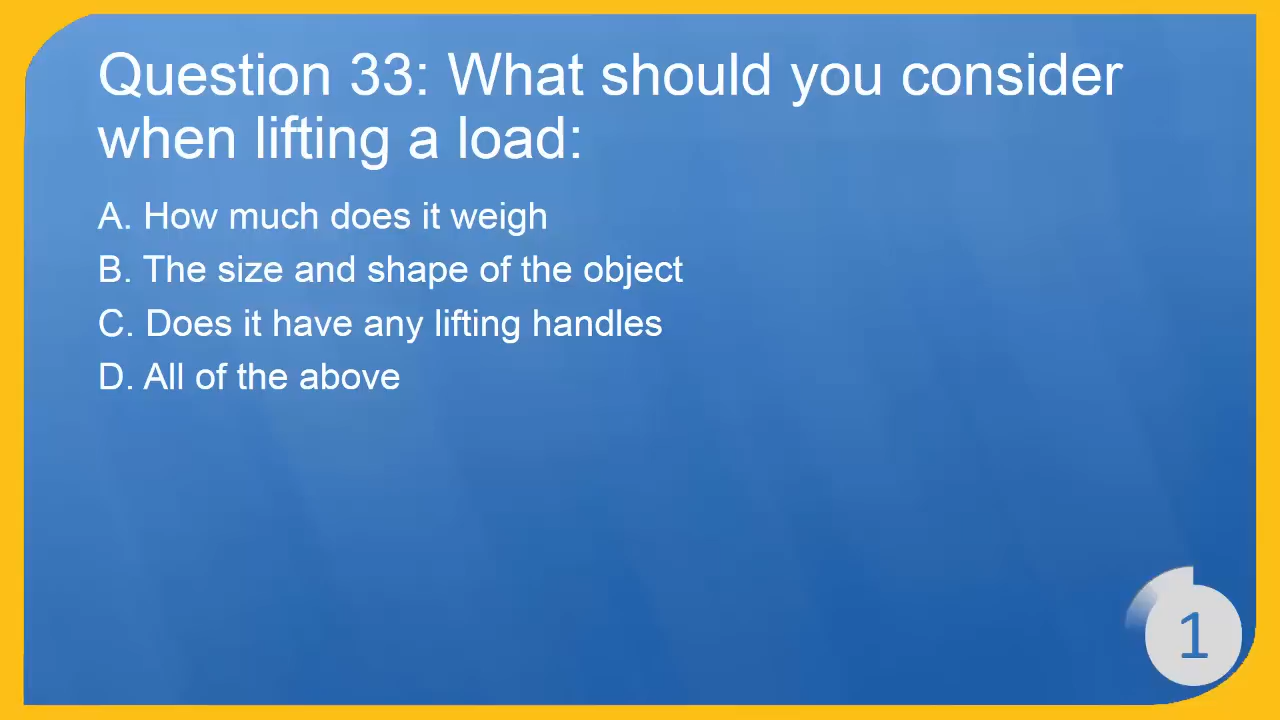 Question 33: What should you consider
when lifting a load:
A. How much does it weigh
B. The size and shape of the object
C. Does it have any lifting handles
D. All of the above
1